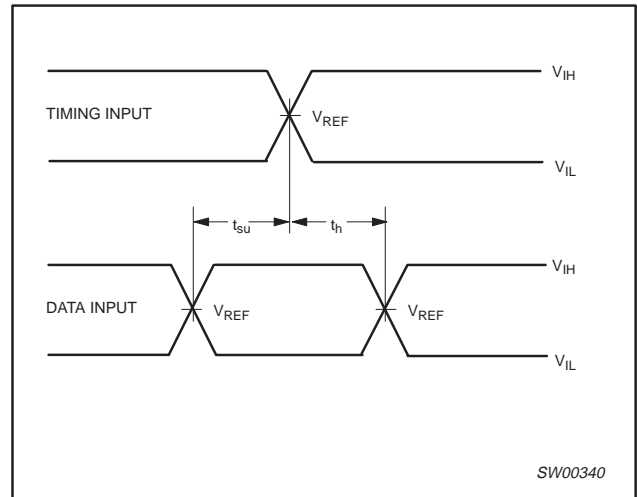 V_IH
TIMING INPUT
V_REF
V_IL
t_su
t_h
V_IH
DATA INPUT
V_REF
V_REF
V_IL
SW00340